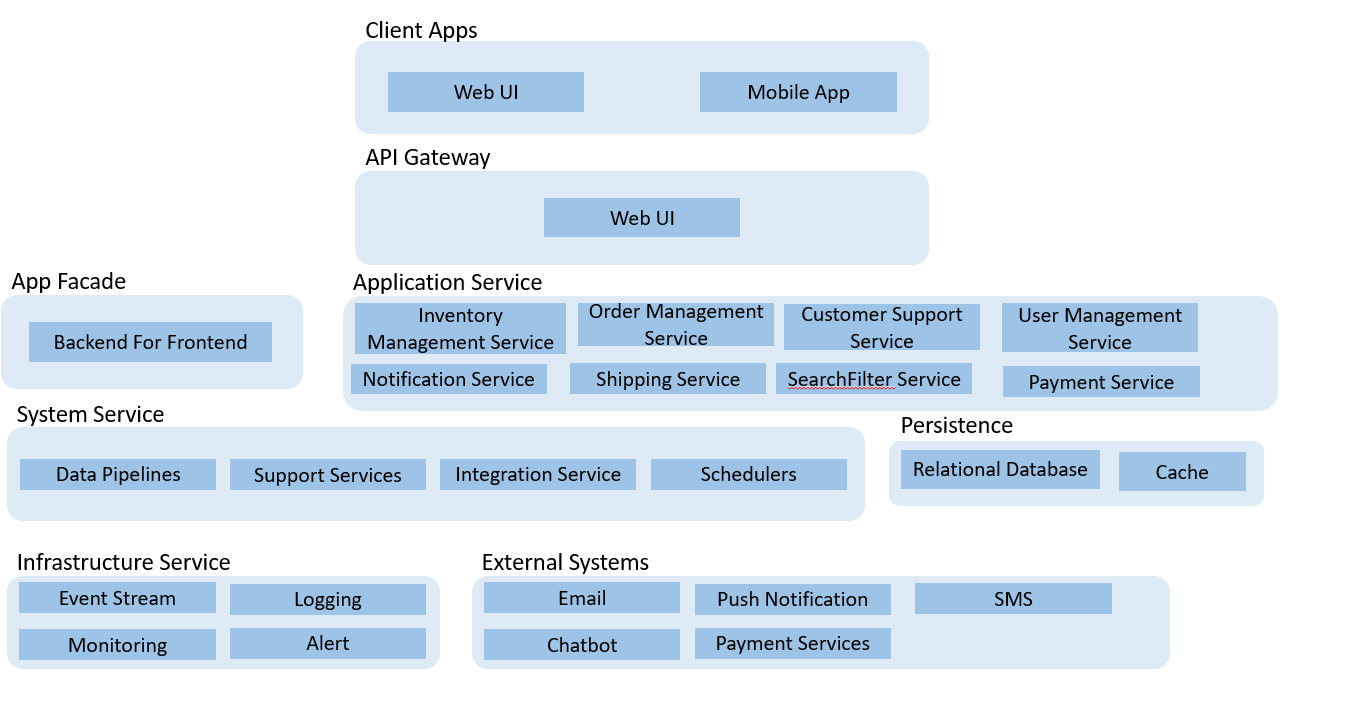 Client Apps
Web UI
Mobile App
API Gateway
Web UI
App Facade
Backend For Frontend
Application Service
Inventory
Management Service
Order Management
Service
Customer Support
Service
User Management
Service
Notification Service
Shipping Service
SearchFilter Service
Payment Service
System Service
Data Pipelines
Support Services
Integration Service
Schedulers
Persistence
Relational Database
Cache
Infrastructure Service
Event Stream
Logging
Monitoring
Alert
External Systems
Email
Push Notification
SMS
Chatbot
Payment Services